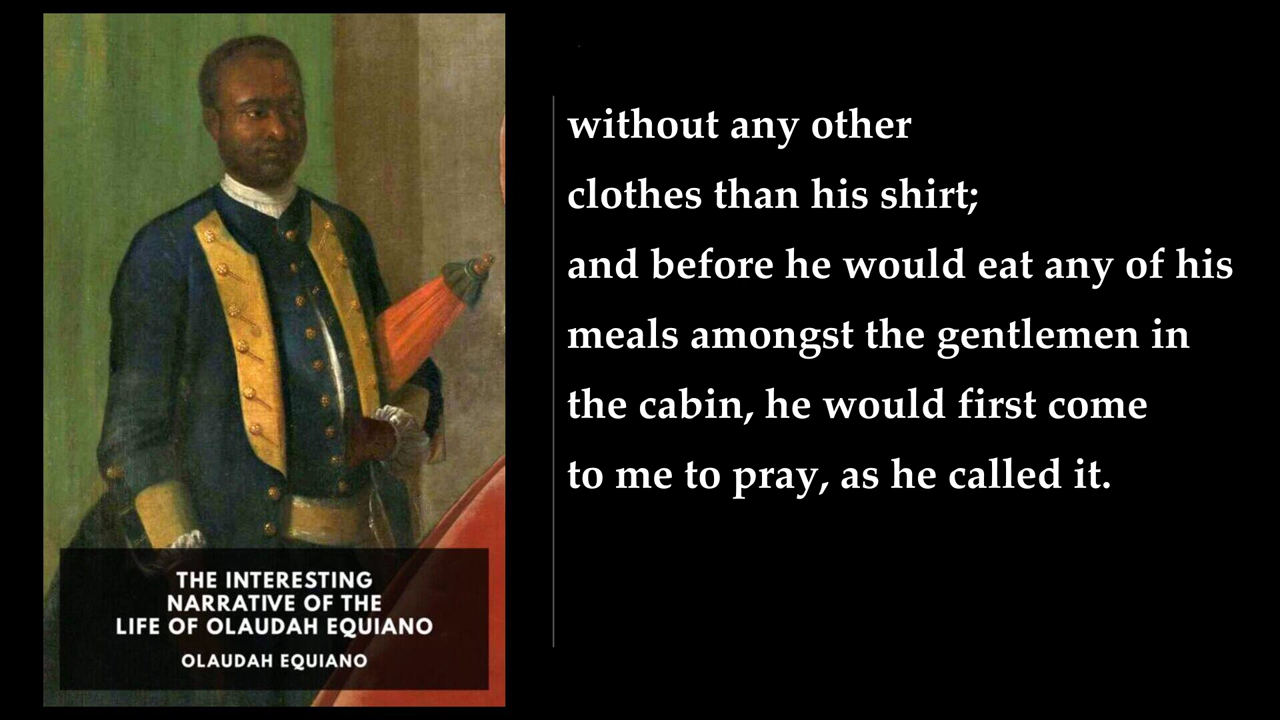 without any other
clothes than his shirt;
and before he would eat any of his
meals amongst the gentlemen in
the cabin, he would first come
to me to pray, as he called it.
THE INTERESTING
NARRATIVE OF THE
LIFE OF OLAUDAH EQUIANO
OLAUDAH EQUIANO